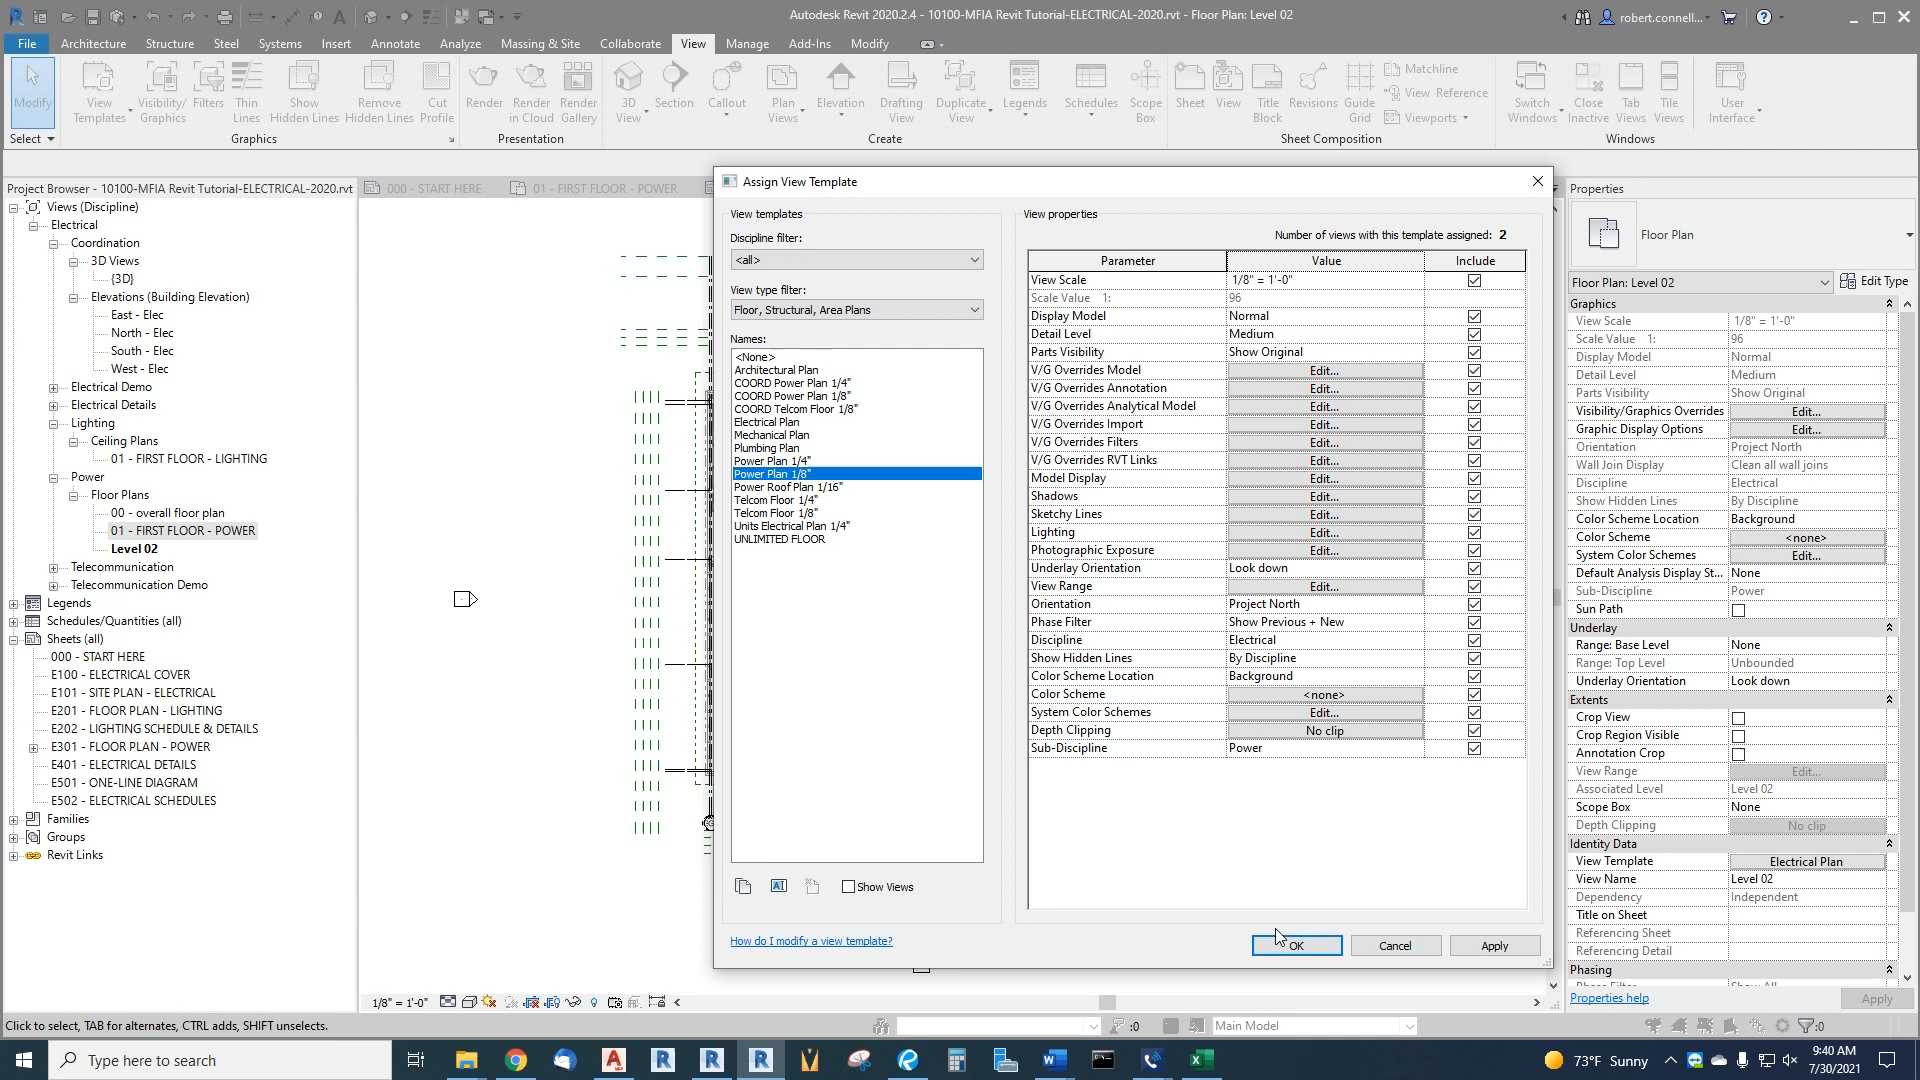 Autodesk Revit 2020.2.4 - 10100-MFIA Revit Tutorial-ELECTRICAL-2020.rvt - Floor Plan: Level 02
robert.connell...
File Architecture Structure Steel Systems Insert Annotate Analyze Massing & Site Collaborate View Manage Add-Ins Modify
Modify
View Templates
Visibility/ Graphics
Filters
Thin Lines
Show Hidden Lines
Remove Hidden Lines
Cut Profile
Render
Render in Cloud
Render Gallery
3D View
Section
Callout
Plan Views
Elevation
Drafting View
Duplicate View
Legends
Schedules
Scope Box
Sheet
View
Title Block
Revisions
Guide Grid
Matchline
View Reference
Viewports
Switch Windows
Close Inactive
Tab Views
Tile Views
User Interface
Select Graphics Presentation Create Sheet Composition Windows
Project Browser - 10100-MFIA Revit Tutorial-ELECTRICAL-2020.rvt
000 - START HERE
01 - FIRST FLOOR - POWER
Views (Discipline)
Electrical
Coordination
3D Views
{3D}
Elevations (Building Elevation)
East - Elec
North - Elec
South - Elec
West - Elec
Electrical Demo
Electrical Details
Lighting
Ceiling Plans
01 - FIRST FLOOR - LIGHTING
Power
Floor Plans
00 - overall floor plan
01 - FIRST FLOOR - POWER
Level 02
Telecommunication
Telecommunication Demo
Legends
Schedules/Quantities (all)
Sheets (all)
000 - START HERE
E100 - ELECTRICAL COVER
E101 - SITE PLAN - ELECTRICAL
E201 - FLOOR PLAN - LIGHTING
E202 - LIGHTING SCHEDULE & DETAILS
E301 - FLOOR PLAN - POWER
E401 - ELECTRICAL DETAILS
E501 - ONE-LINE DIAGRAM
E502 - ELECTRICAL SCHEDULES
Families
Groups
Revit Links
Assign View Template
View templates
Discipline filter:
<all>
View type filter:
Floor, Structural, Area Plans
Names:
<None>
Architectural Plan
COORD Power Plan 1/4"
COORD Power Plan 1/8"
COORD Telcom Floor 1/8"
Electrical Plan
Mechanical Plan
Plumbing Plan
Power Plan 1/4"
Power Plan 1/8"
Power Roof Plan 1/16"
Telcom Floor 1/4"
Telcom Floor 1/8"
Units Electrical Plan 1/4"
UNLIMITED FLOOR
Show Views
How do I modify a view template?
View properties
Number of views with this template assigned: 2
Parameter Value Include
View Scale 1/8" = 1'-0"
Scale Value 1: 96
Display Model Normal
Detail Level Medium
Parts Visibility Show Original
V/G Overrides Model Edit...
V/G Overrides Annotation Edit...
V/G Overrides Analytical Model Edit...
V/G Overrides Import Edit...
V/G Overrides Filters Edit...
V/G Overrides RVT Links Edit...
Model Display Edit...
Shadows Edit...
Sketchy Lines Edit...
Lighting Edit...
Photographic Exposure Edit...
Underlay Orientation Look down
View Range Edit...
Orientation Project North
Phase Filter Show Previous + New
Discipline Electrical
Show Hidden Lines By Discipline
Color Scheme Location Background
Color Scheme <none>
System Color Schemes Edit...
Depth Clipping No clip
Sub-Discipline Power
OK Cancel Apply
Properties
Floor Plan
Floor Plan: Level 02 Edit Type
Graphics
View Scale 1/8" = 1'-0"
Scale Value 1: 96
Display Model Normal
Detail Level Medium
Parts Visibility Show Original
Visibility/Graphics Overrides Edit...
Graphic Display Options Edit...
Orientation Project North
Wall Join Display Clean all wall joins
Discipline Electrical
Show Hidden Lines By Discipline
Color Scheme Location Background
Color Scheme <none>
System Color Schemes Edit...
Default Analysis Display St... None
Sub-Discipline Power
Sun Path
Underlay
Range: Base Level None
Range: Top Level Unbounded
Underlay Orientation Look down
Extents
Crop View
Crop Region Visible
Annotation Crop
View Range Edit...
Associated Level Level 02
Scope Box None
Depth Clipping No clip
Identity Data
View Template Electrical Plan
View Name Level 02
Dependency Independent
Title on Sheet
Referencing Sheet
Referencing Detail
Phasing
Phase Filter Show All
Properties help Apply
1/8" = 1'-0"
Click to select, TAB for alternates, CTRL adds, SHIFT unselects.
:0 Main Model :0
Type here to search
73°F Sunny
9:40 AM
7/30/2021